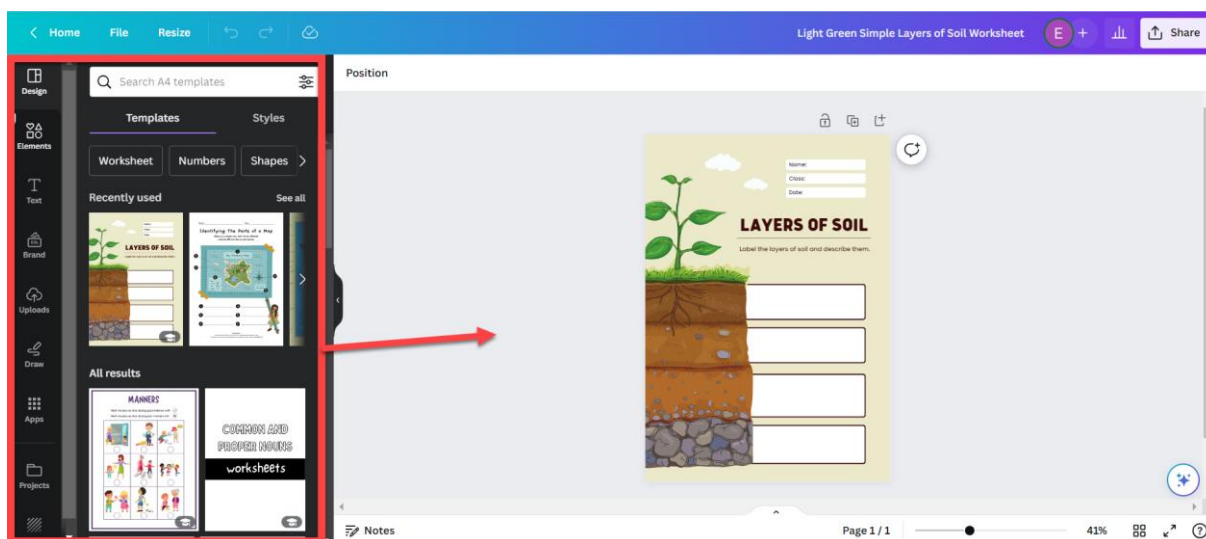 Home File Resize
Light Green Simple Layers of Soil Worksheet E + Share
Design
Elements
Text
Brand
Uploads
Draw
Apps
Projects
Search A4 templates
Templates Styles
Worksheet Numbers Shapes
Recently used See all
LAYERS OF SOIL
Identifying the Parts of a Map
All results
MANNERS
COMMON AND
PROPER NOUNS
worksheets
Position
Name:
Class:
Date:
LAYERS OF SOIL
Label the layers of soil and describe them.
Notes
Page 1 / 1 41%